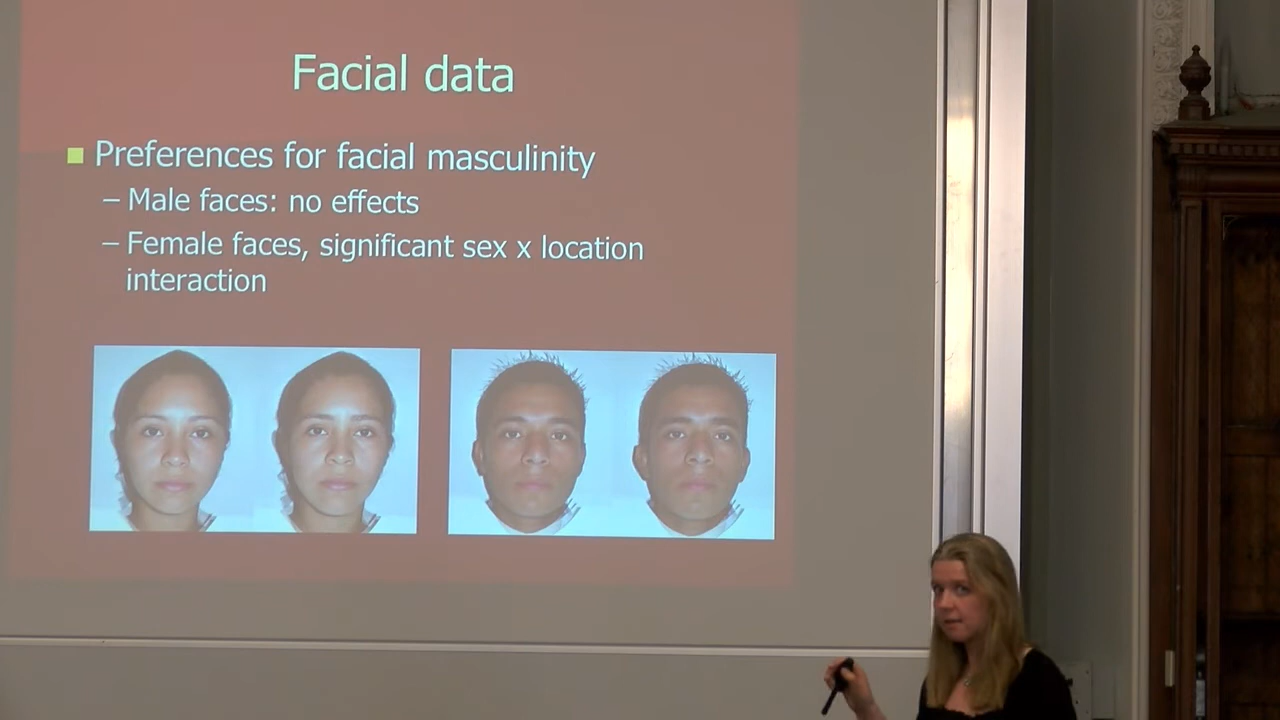 Facial data
Preferences for facial masculinity
– Male faces: no effects
– Female faces, significant sex x location
interaction